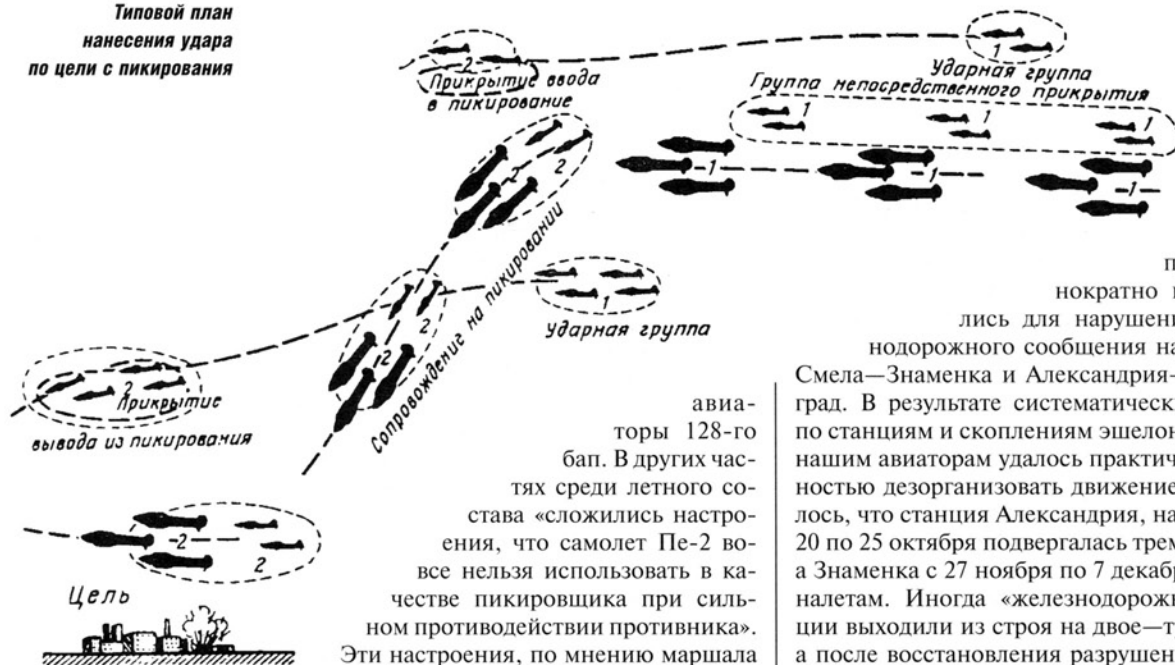 Типовой план
нанесения удара
по цели с пикирования
2
Прикрытие ввода
в пикирование
1
Ударная группа
Группа непосредственного прикрытия
1
1
1
1
1
1
2
2
Сопровождение на пикировании
2
2
1
Ударная группа
2
Прикрытие
вывода из пикирования
2
2
Цель
авиа-
торы 128-го
бап. В других час-
тях среди летного со-
става «сложились настро-
ения, что самолет Пе-2 во-
все нельзя использовать в ка-
честве пикировщика при силь-
ном противодействии противника».
Эти настроения, по мнению маршала
нократно
лись для нарушен
нодорожного сообщения на
Смела—Знаменка и Александрия-
град. В результате систематическ
по станциям и скоплениям эшелон
нашим авиаторам удалось практич
ностью дезорганизовать движение
лось, что станция Александрия, на
20 по 25 октября подвергалась трем
а Знаменка с 27 ноября по 7 декабр
налетам. Иногда «железнодорож
ции выходили из строя на двое—т
а после восстановления разрушен